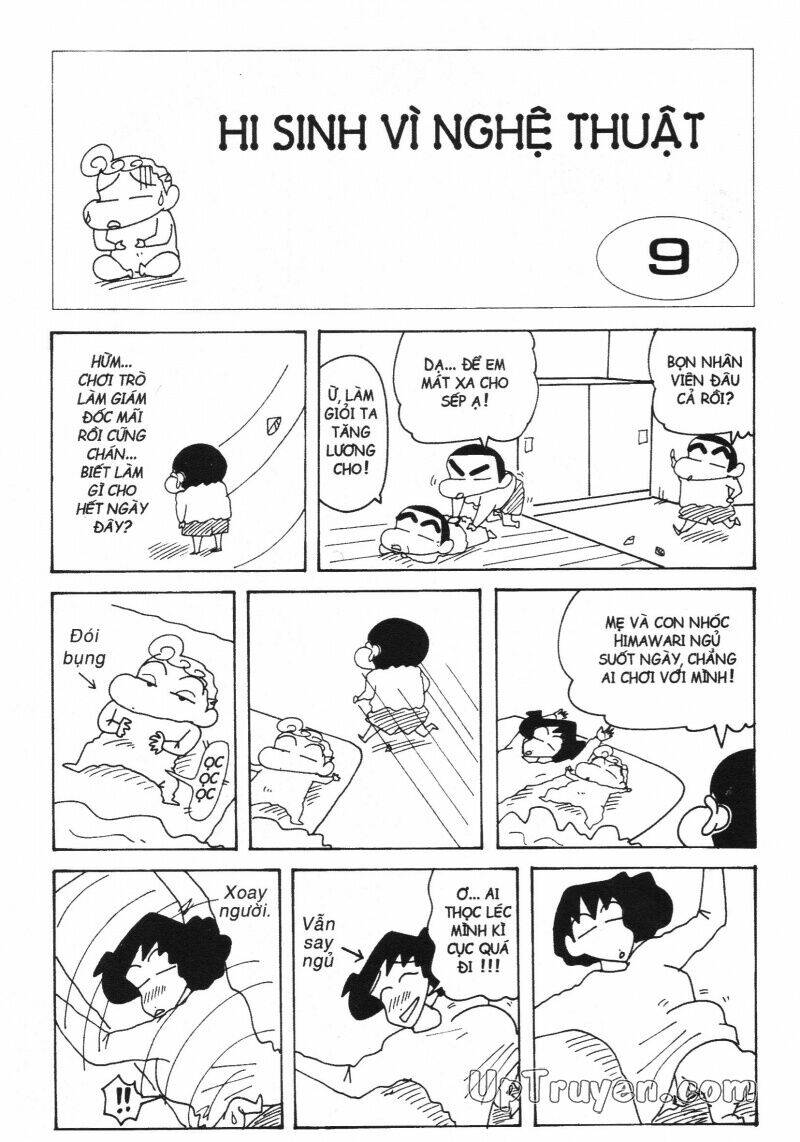 HI SINH VÌ NGHỆ THUẬT
9
BỌN NHÂN
VIÊN ĐÂU
CẢ RỒI?
DẠ... ĐỂ EM
MÁT XA CHO
SẾP Ạ!
Ừ, LÀM
GIỎI TA
TĂNG
LƯƠNG
CHO!
HỪM...
CHƠI TRÒ
LÀM GIÁM
ĐỐC MÃI
RỒI CŨNG
CHÁN...
BIẾT LÀM
GÌ CHO
HẾT NGÀY
ĐÂY?
MẸ VÀ CON NHÓC
HIMAWARI NGỦ
SUỐT NGÀY, CHẲNG
AI CHƠI VỚI MÌNH!
Đói
bụng
ỌC
ỌC
ỌC
Ơ... AI
THỌC LÉC
MÌNH KÌ
CỤC QUÁ
ĐI !!!
Vẫn
say
ngủ
Xoay
người.
!!
UpTruyen.com